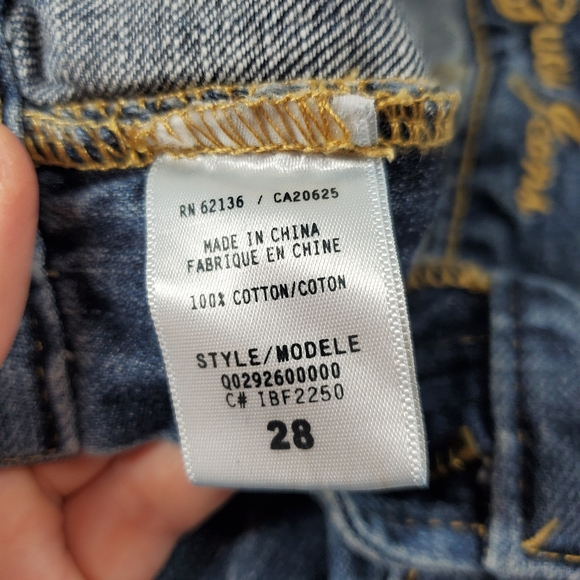 RN 62136 / CA20625
MADE IN CHINA
FABRIQUE EN CHINE
100% COTTON/COTON
STYLE/MODELE
Q0292600000
C# IBF2250
28